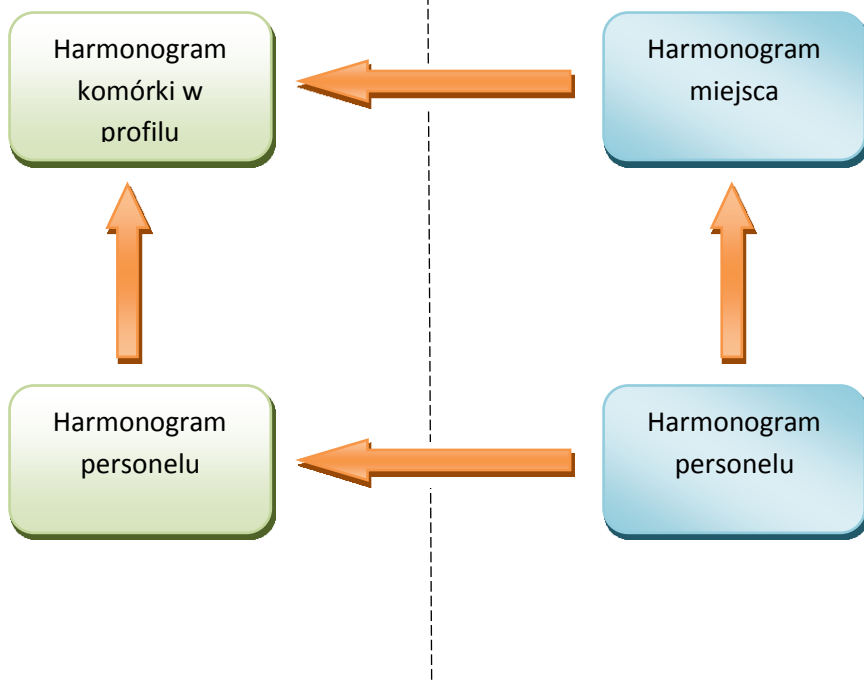 Harmonogram
komórki w
profilu
Harmonogram
miejsca
Harmonogram
personelu
Harmonogram
personelu